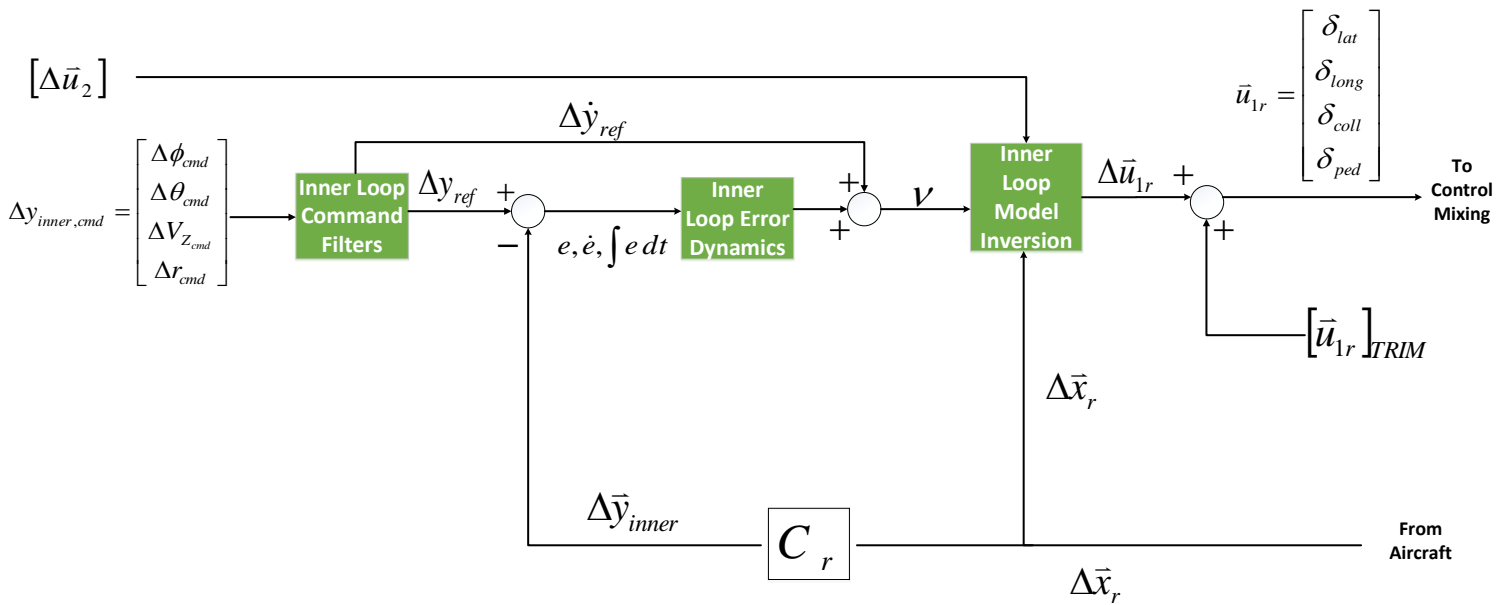 [Δu⃗₂]
Δẏ_ref
u⃗₁ᵣ = [δ_lat
δ_long
δ_coll
δ_ped]
Δy_inner,cmd = [Δϕ_cmd
Δθ_cmd
ΔV_Z_cmd
Δr_cmd]
Inner Loop
Command
Filters
Δy_ref
+
−
e, ė, ∫ e dt
Inner
Loop Error
Dynamics
+
+
ν
Inner
Loop
Model
Inversion
Δu⃗₁ᵣ
+
+
To
Control
Mixing
[u⃗₁ᵣ]_TRIM
Δx⃗ᵣ
Δy⃗_inner
Cᵣ
Δx⃗ᵣ
From
Aircraft